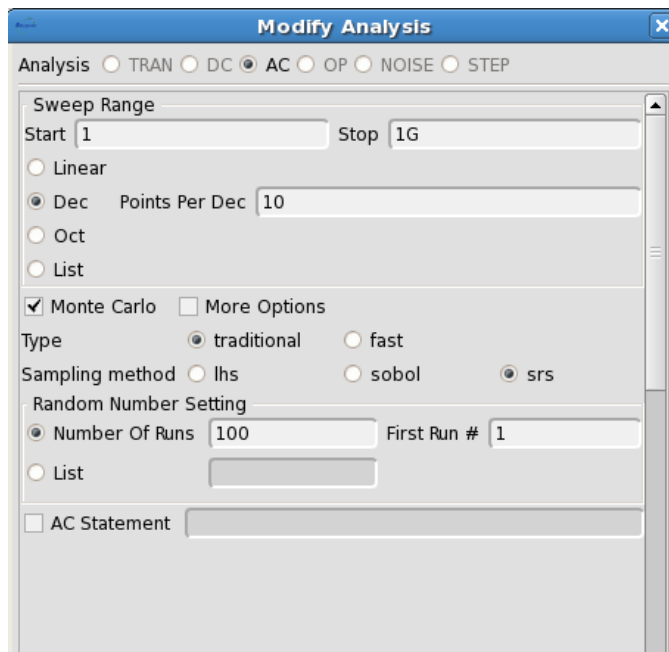 Modify Analysis
Analysis TRAN DC AC OP NOISE STEP
Sweep Range
Start 1 Stop 1G
Linear
Dec Points Per Dec 10
Oct
List
Monte Carlo More Options
Type traditional fast
Sampling method lhs sobol srs
Random Number Setting
Number Of Runs 100 First Run # 1
List
AC Statement